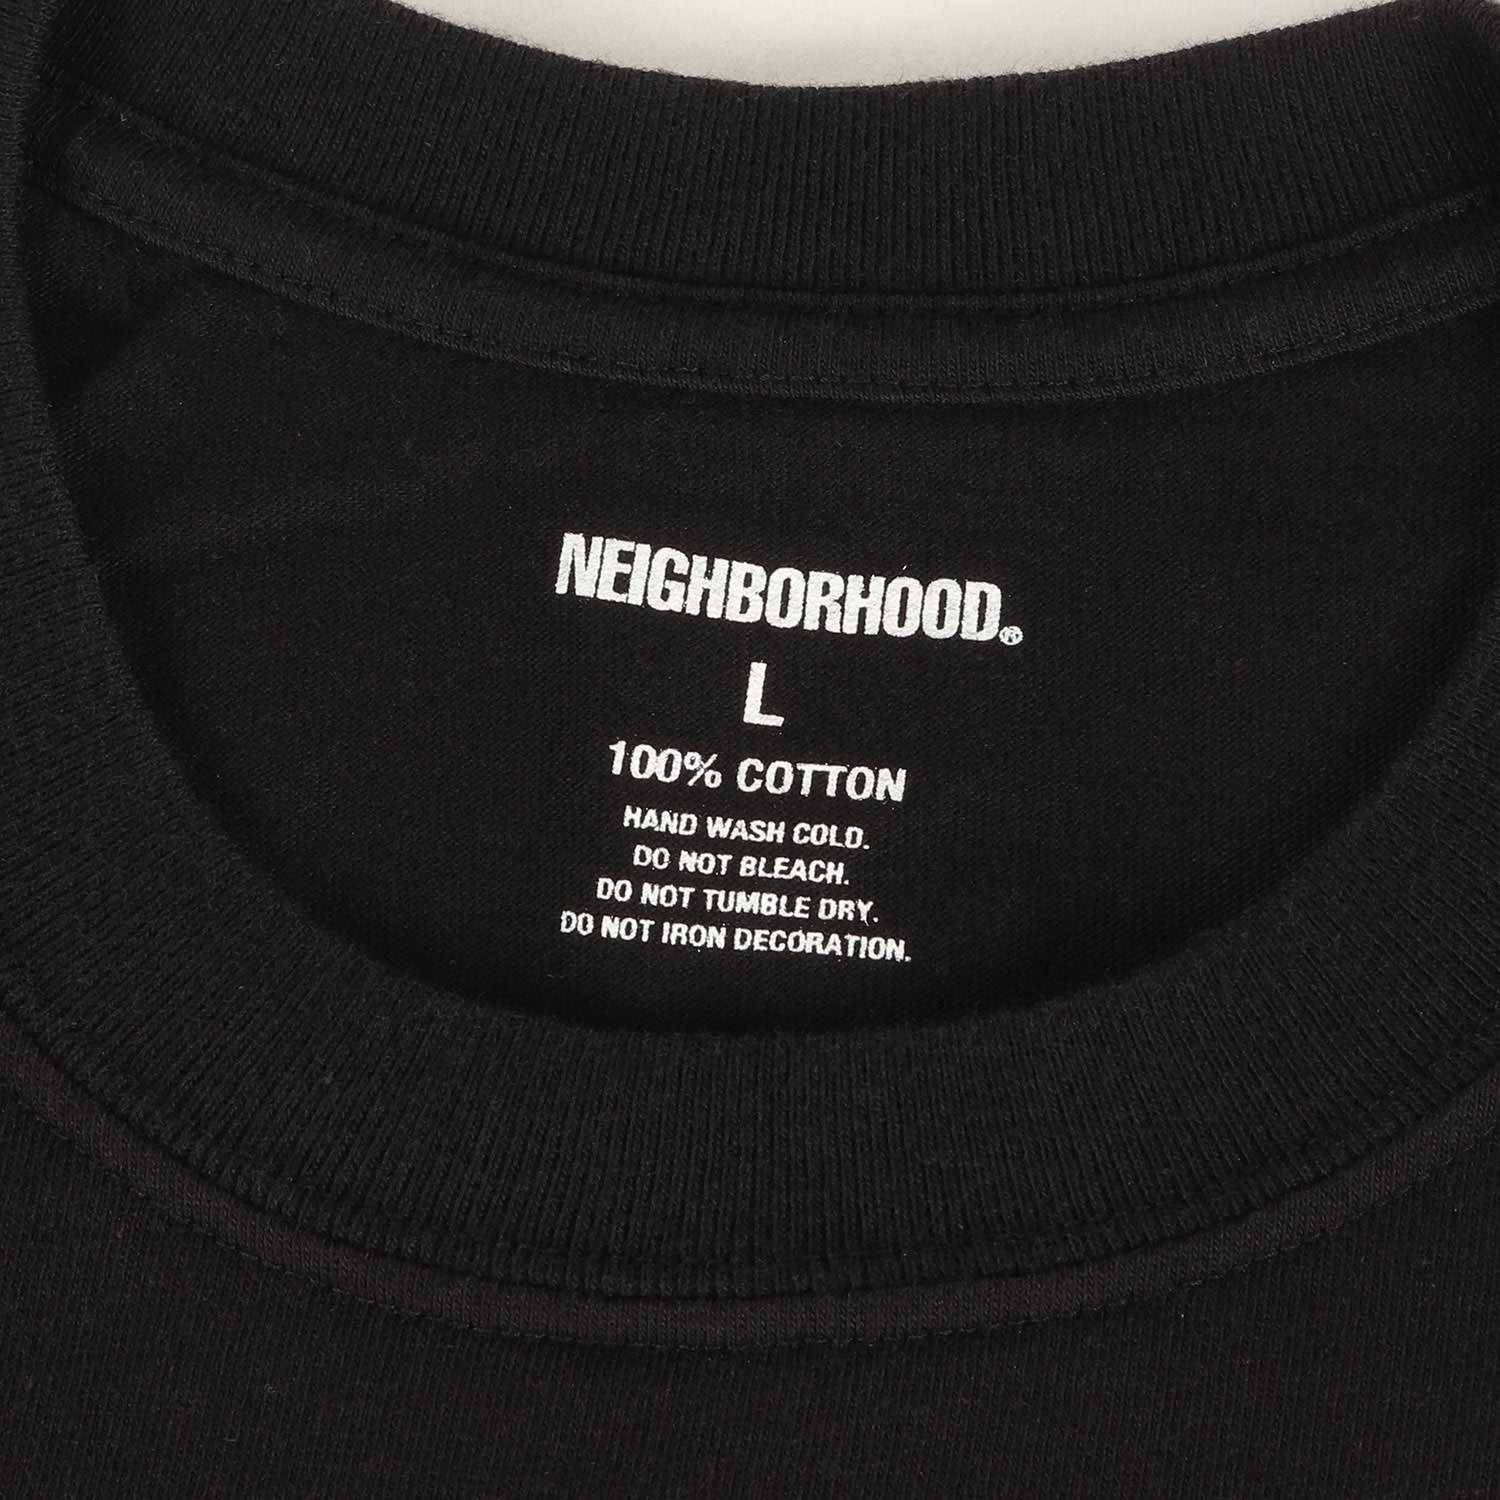 NEIGHBORHOOD®
L
100% COTTON
HAND WASH COLD.
DO NOT BLEACH.
DO NOT TUMBLE DRY.
DO NOT IRON DECORATION.